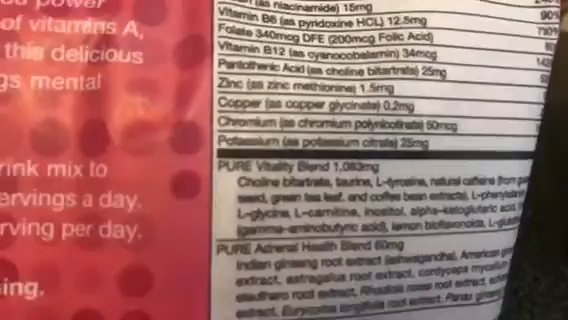 of vitamins A,
this delicious
gs mental
rink mix to
ervings a day,
rving per day,
ing.
(as niacinamide) 15mg
Vitamin B6 (as pyridoxine HCL) 12.5mg
Folate 340mcg DFE (200mcg Folic Acid)
Vitamin B12 (as cyanocobalamin) 34mcg
Pantothenic Acid (as choline bitartrate) 25mg
Zinc (as zinc methionine) 1.5mg
Copper (as copper glycinate) 0.2mg
Chromium (as chromium polynicotinate) 60mcg
Potassium (as potassium citrate) 25mg
90%
PURE Vitality Blend 1,083mg
Choline bitartrate, taurine, L-tyrosine, natural caffeine (from
seed, green tea leaf, and coffee bean extracts), L-phenylalan
L-glycine, L-carnitine, inositol, alpha-ketoglutaric acid,
(gamma-aminobutyric acid), lemon bioflavonoids,
PURE Adrenal Health Blend 60mg
Indian ginseng root extract (ashwagandha), American
extract, astragalus root extract, cordyceps mycelium
eleuthero root extract, Rhodiola rosea root extract,
extract, Eurycoma longifolia root extract, Panax